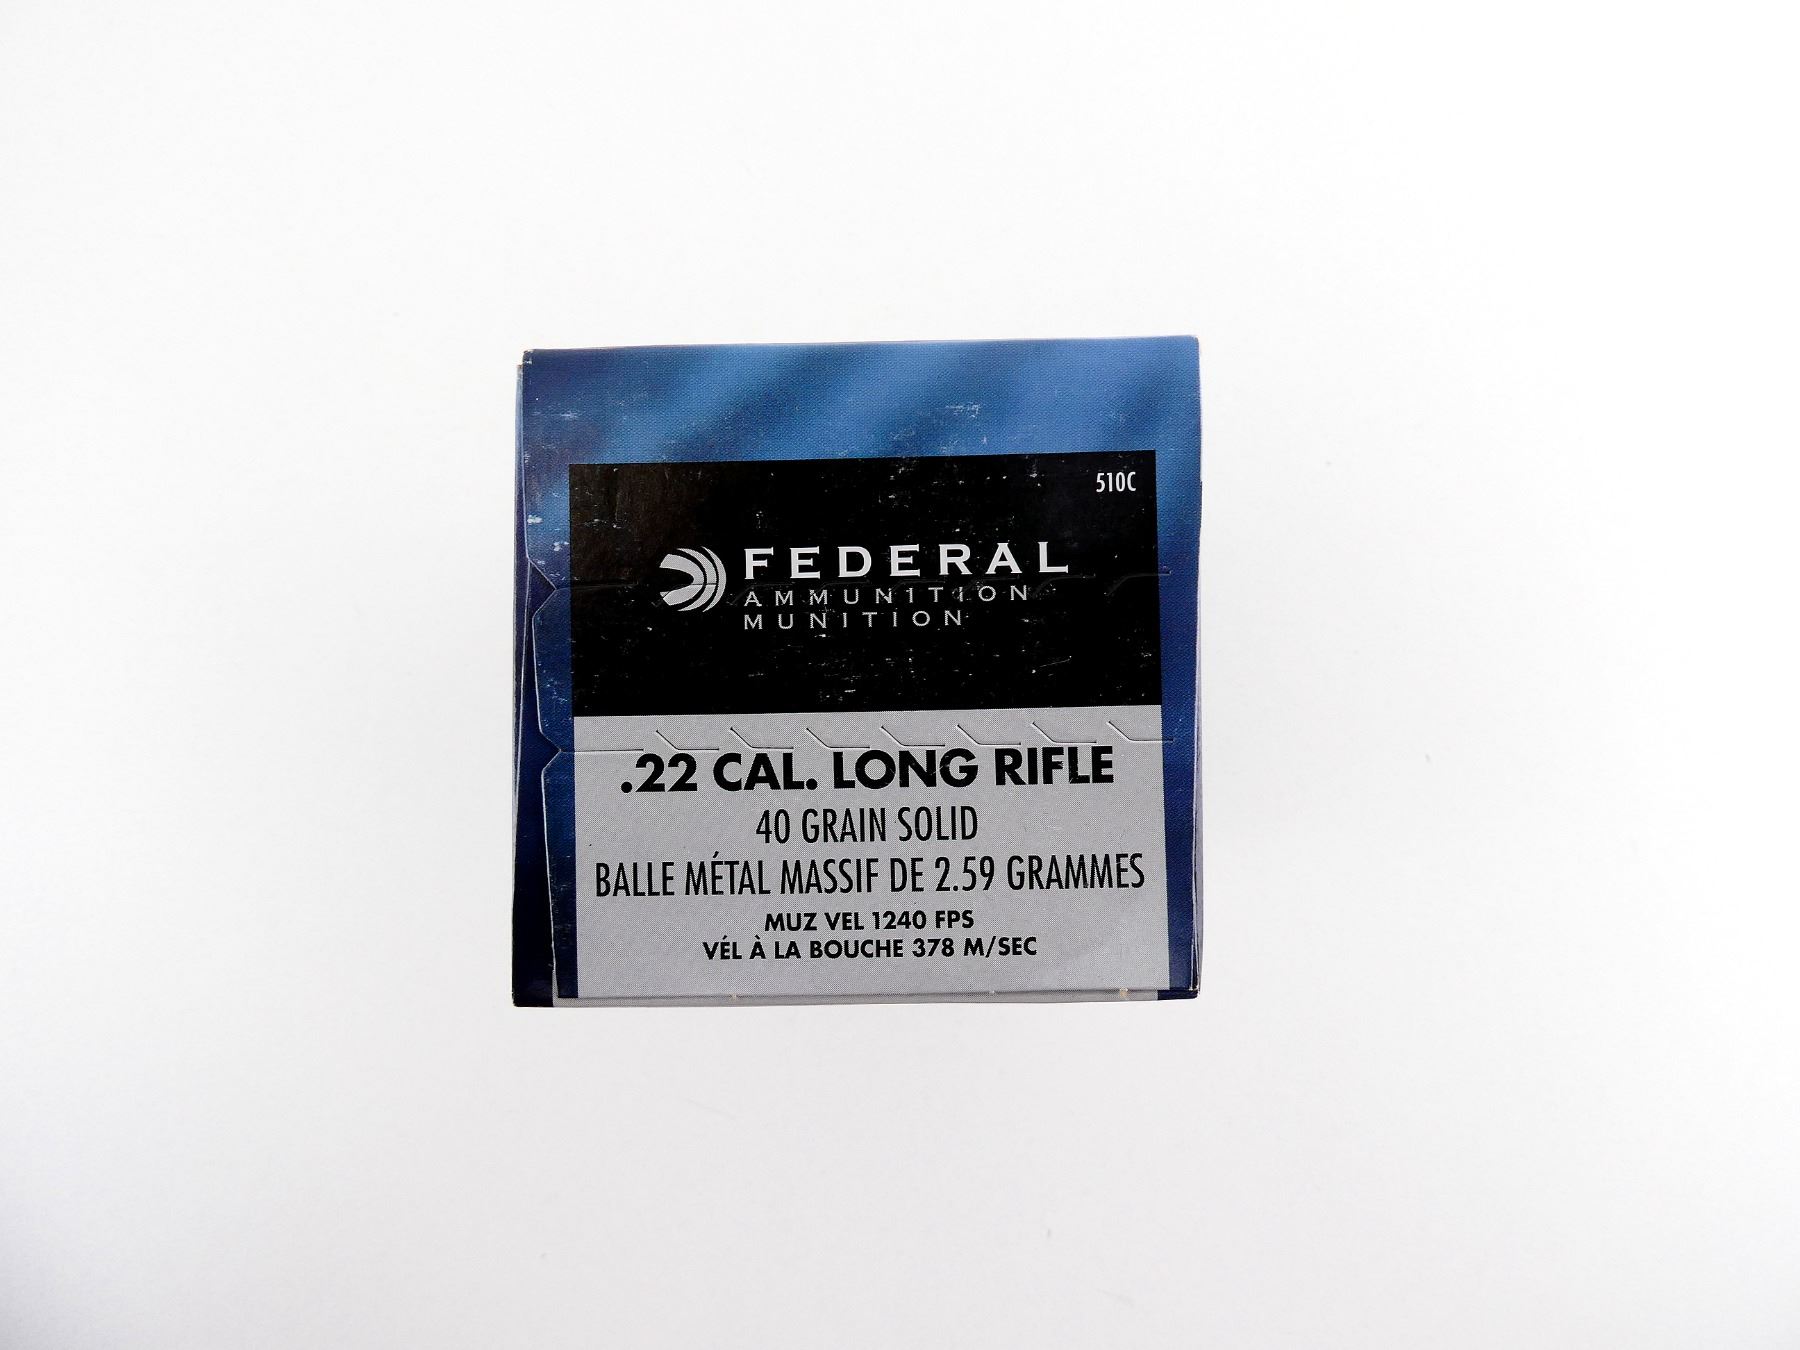 510C
FEDERAL
AMMUNITION
MUNITION
.22 CAL. LONG RIFLE
40 GRAIN SOLID
BALLE MÉTAL MASSIF DE 2.59 GRAMMES
MUZ VEL 1240 FPS
VÉL À LA BOUCHE 378 M/SEC